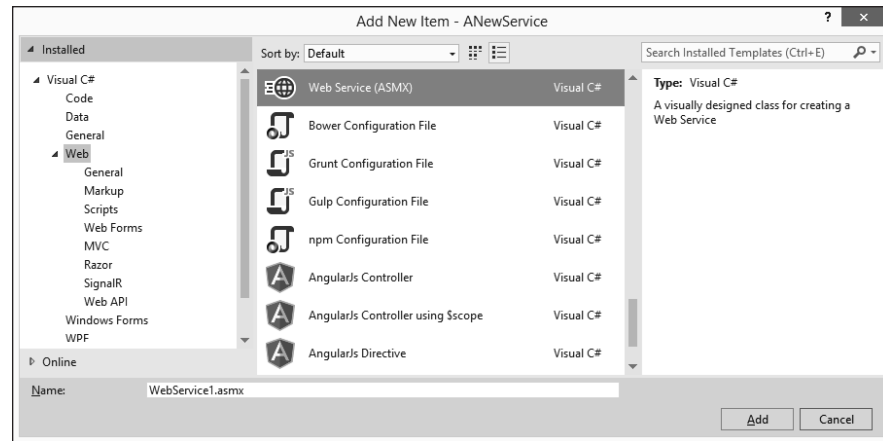 Add New Item - ANewService
? ×
Installed
Sort by: Default
Search Installed Templates (Ctrl+E)
Visual C#
Code
Data
General
Web
General
Markup
Scripts
Web Forms
MVC
Razor
SignalR
Web API
Windows Forms
WPF
Online
Web Service (ASMX) Visual C#
Bower Configuration File Visual C#
JS
Grunt Configuration File Visual C#
JS
Gulp Configuration File Visual C#
npm Configuration File Visual C#
A
AngularJs Controller Visual C#
A
AngularJs Controller using $scope Visual C#
A
AngularJs Directive Visual C#
Type: Visual C#
A visually designed class for creating a
Web Service
Name: WebService1.asmx
Add Cancel